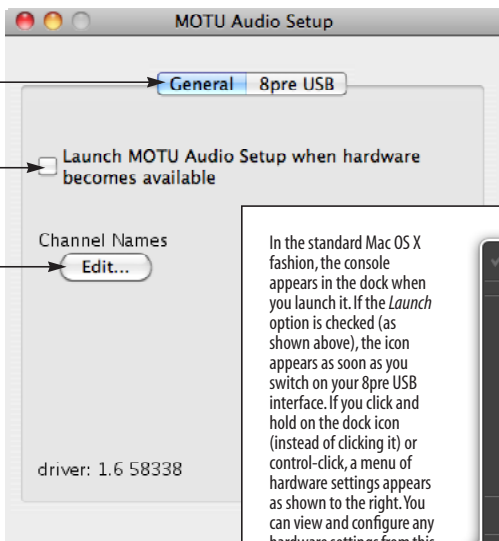 MOTU Audio Setup
General 8pre USB
Launch MOTU Audio Setup when hardware
becomes available
Channel Names
Edit...
driver: 1.6 58338
In the standard Mac OS X
fashion, the console
appears in the dock when
you launch it. If the Launch
option is checked (as
shown above), the icon
appears as soon as you
switch on your 8pre USB
interface. If you click and
hold on the dock icon
(instead of clicking it) or
control-click, a menu of
hardware settings appears
as shown to the right. You
can view and configure any
hardware settings from this